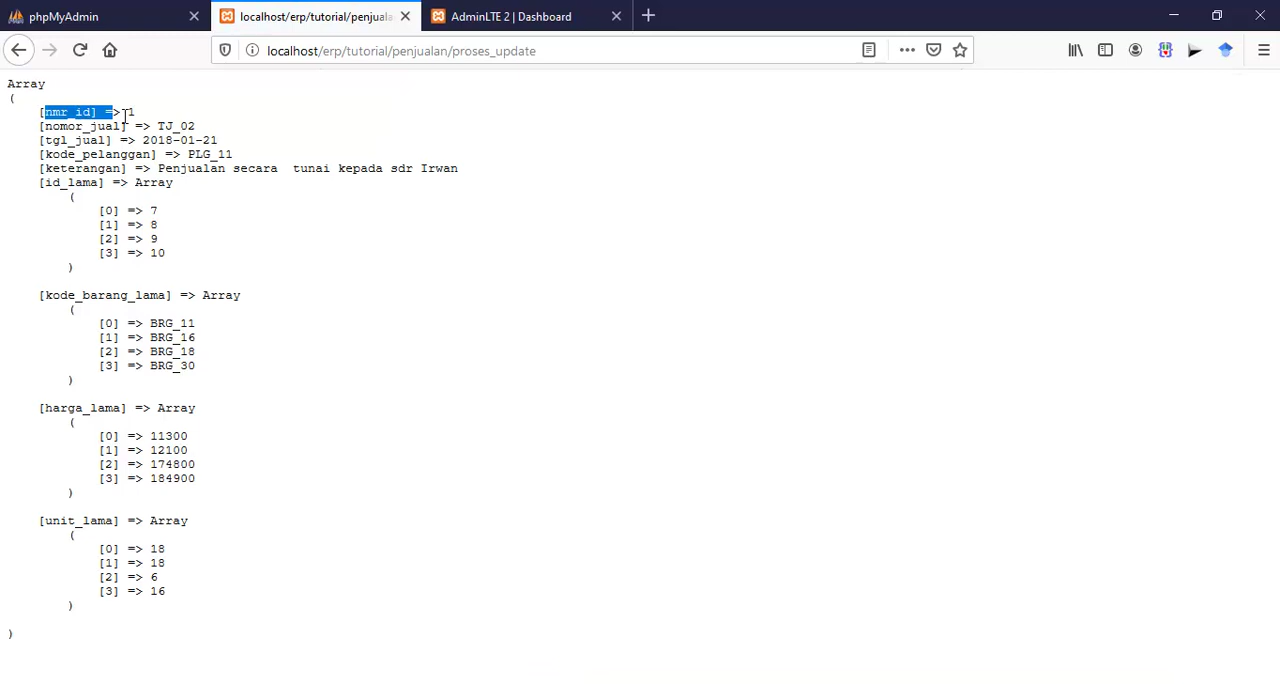 phpMyAdmin
localhost/erp/tutorial/penjuala
AdminLTE 2 | Dashboard
localhost/erp/tutorial/penjualan/proses_update
Array
(
[nmr_id] => 1
[nomor_jual] => TJ_02
[tgl_jual] => 2018-01-21
[kode_pelanggan] => PLG_11
[keterangan] => Penjualan secara  tunai kepada sdr Irwan
[id_lama] => Array
(
[0] => 7
[1] => 8
[2] => 9
[3] => 10
)
[kode_barang_lama] => Array
(
[0] => BRG_11
[1] => BRG_16
[2] => BRG_18
[3] => BRG_30
)
[harga_lama] => Array
(
[0] => 11300
[1] => 12100
[2] => 174800
[3] => 184900
)
[unit_lama] => Array
(
[0] => 18
[1] => 18
[2] => 6
[3] => 16
)
)